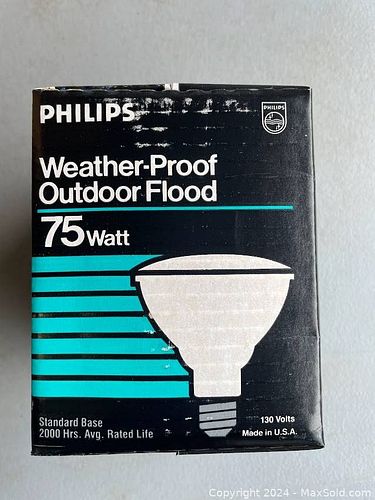 PHILIPS
PHILIPS
Weather-Proof
Outdoor Flood
75 Watt
Standard Base
2000 Hrs. Avg. Rated Life
130 Volts
Made in U.S.A.
Copyright © 2024 - MaxSold.com